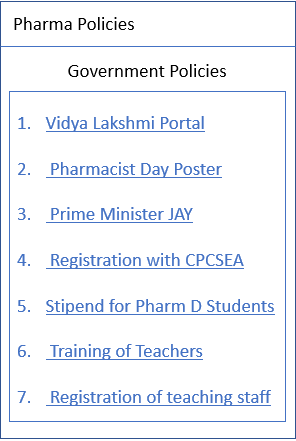 Pharma Policies
Government Policies
1. Vidya Lakshmi Portal
2. Pharmacist Day Poster
3. Prime Minister JAY
4. Registration with CPCSEA
5. Stipend for Pharm D Students
6. Training of Teachers
7. Registration of teaching staff